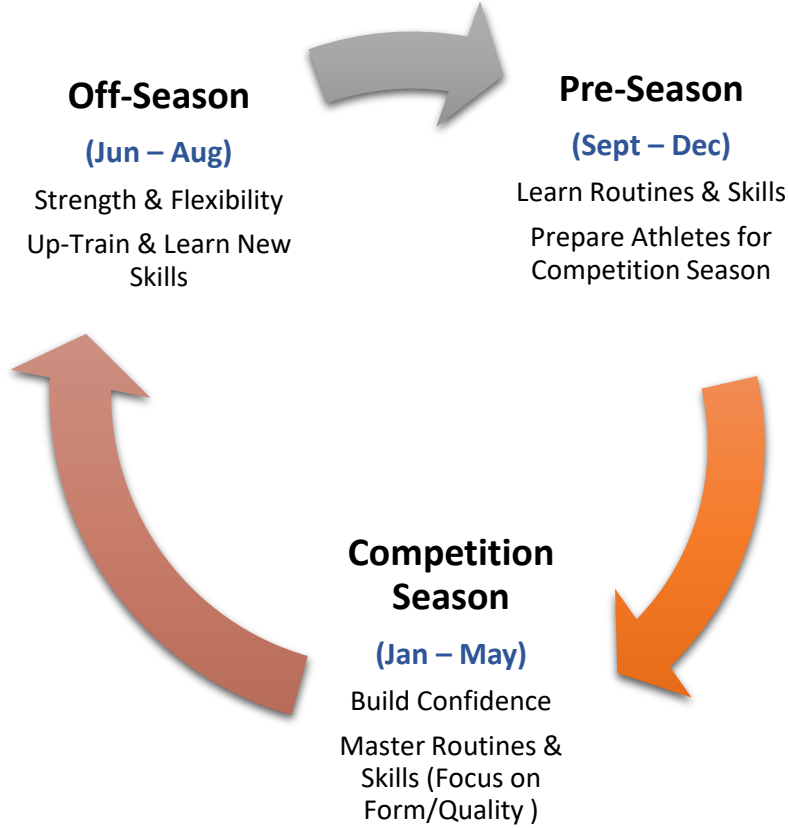 Off-Season
(Jun – Aug)
Strength & Flexibility
Up-Train & Learn New
Skills
Pre-Season
(Sept – Dec)
Learn Routines & Skills
Prepare Athletes for
Competition Season
Competition
Season
(Jan – May)
Build Confidence
Master Routines &
Skills (Focus on
Form/Quality )